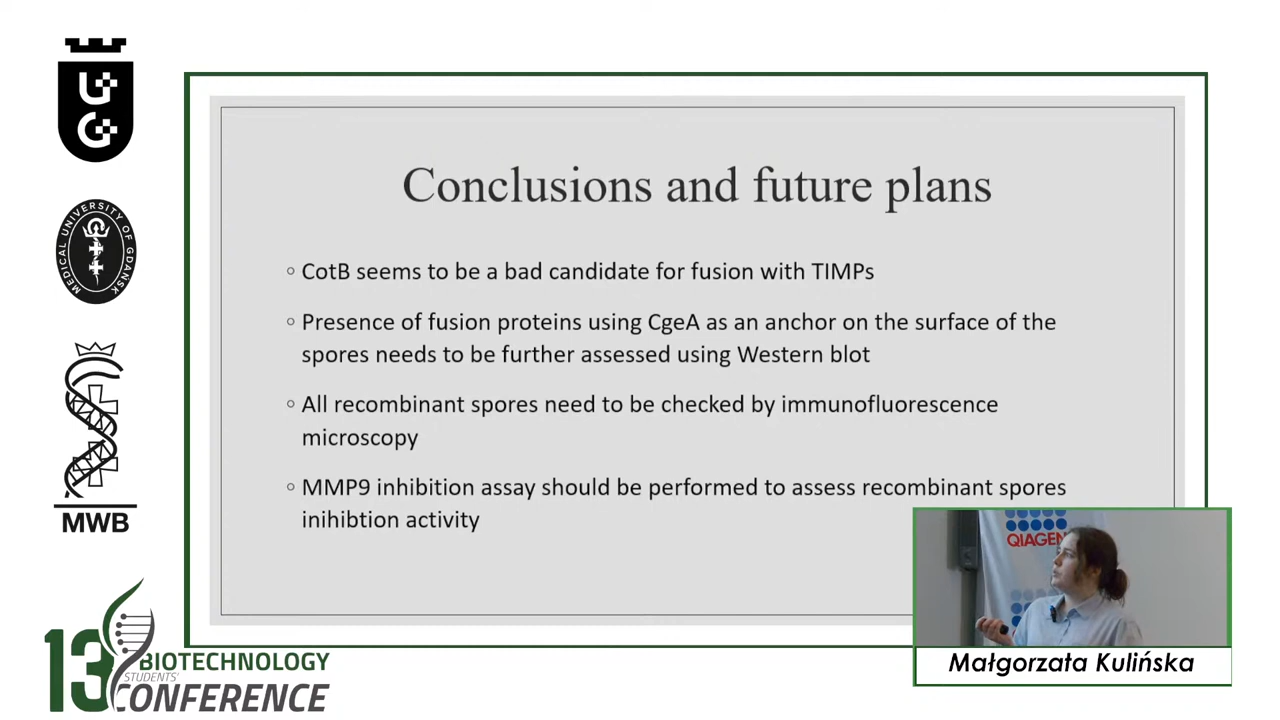 UG
MEDICAL UNIVERSITY OF GDANSK
MWB
13 BIOTECHNOLOGY
STUDENTS'
CONFERENCE
Conclusions and future plans
◦ CotB seems to be a bad candidate for fusion with TIMPs
◦ Presence of fusion proteins using CgeA as an anchor on the surface of the
spores needs to be further assessed using Western blot
◦ All recombinant spores need to be checked by immunofluorescence
microscopy
◦ MMP9 inhibition assay should be performed to assess recombinant spores
inihibtion activity
QIAGEN
Małgorzata Kulińska